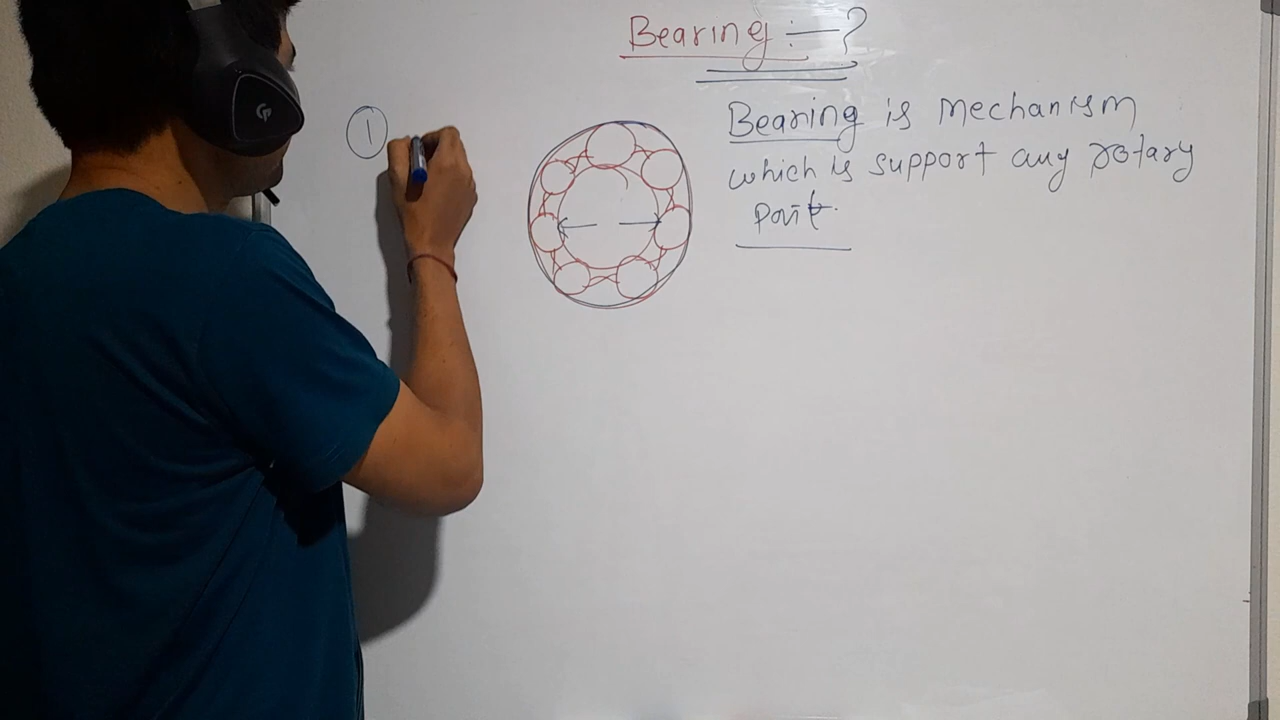 Bearing :— ?
①
Bearing is mechanism
which is support any rotary
Part.